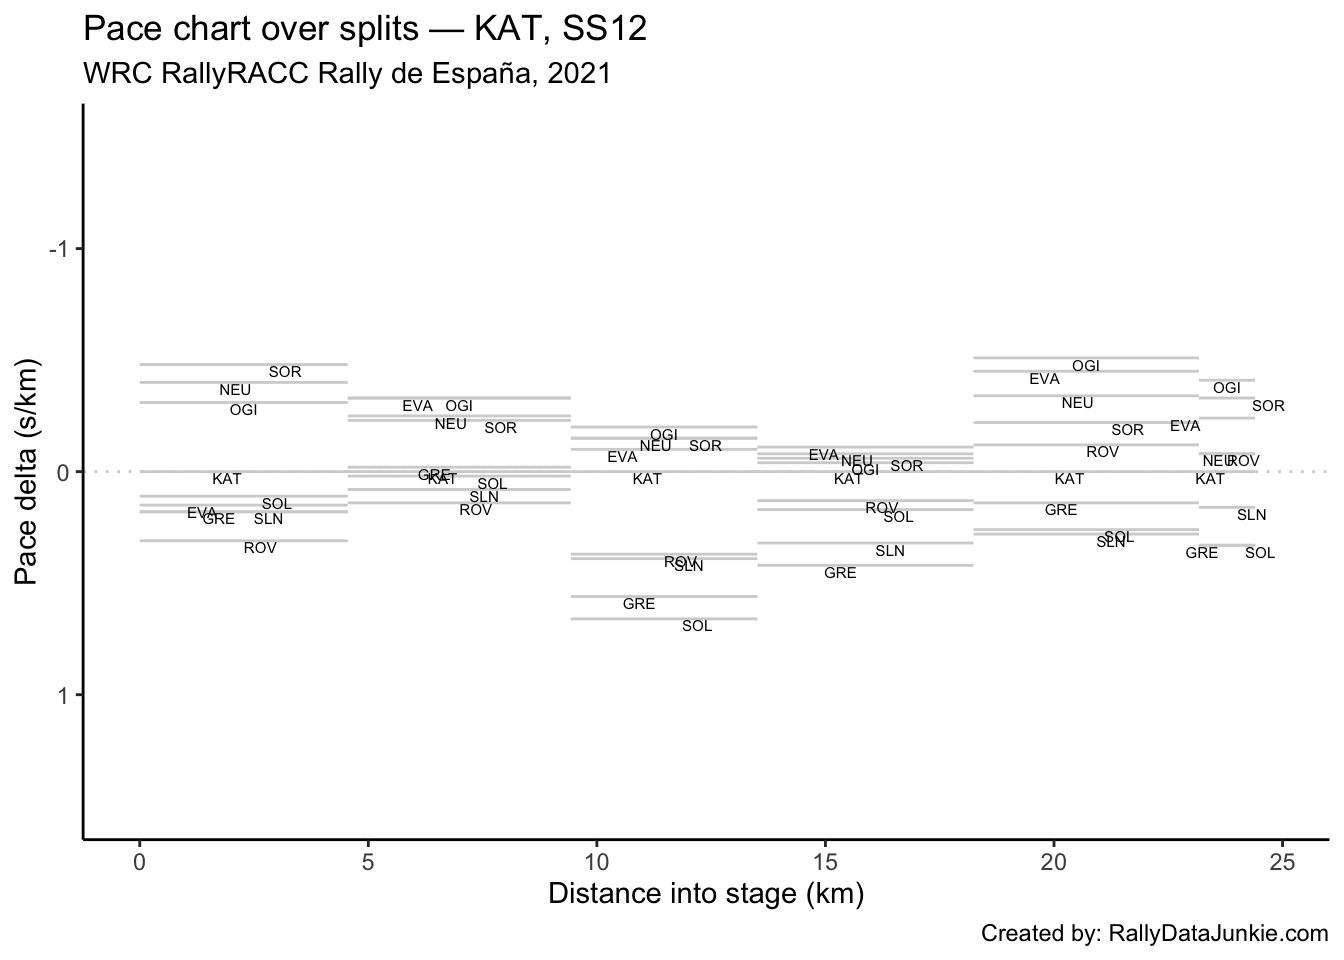 Pace chart over splits — KAT, SS12
WRC RallyRACC Rally de España, 2021
Pace delta (s/km)
-1
0
1
SOR
NEU
OGI
KAT
SOL
EVA
GRE
SLN
ROV
EVA
OGI
NEU
SOR
GRE
KAT
SOL
SLN
ROV
OGI
NEU
SOR
EVA
KAT
ROV
SLN
GRE
SOL
EVA
NEU
SOR
OGI
KAT
ROV
SOL
SLN
GRE
OGI
EVA
NEU
SOR
ROV
KAT
GRE
SOL
SLN
OGI
SOR
EVA
NEU
ROV
KAT
SLN
GRE
SOL
0 5 10 15 20 25
Distance into stage (km)
Created by: RallyDataJunkie.com